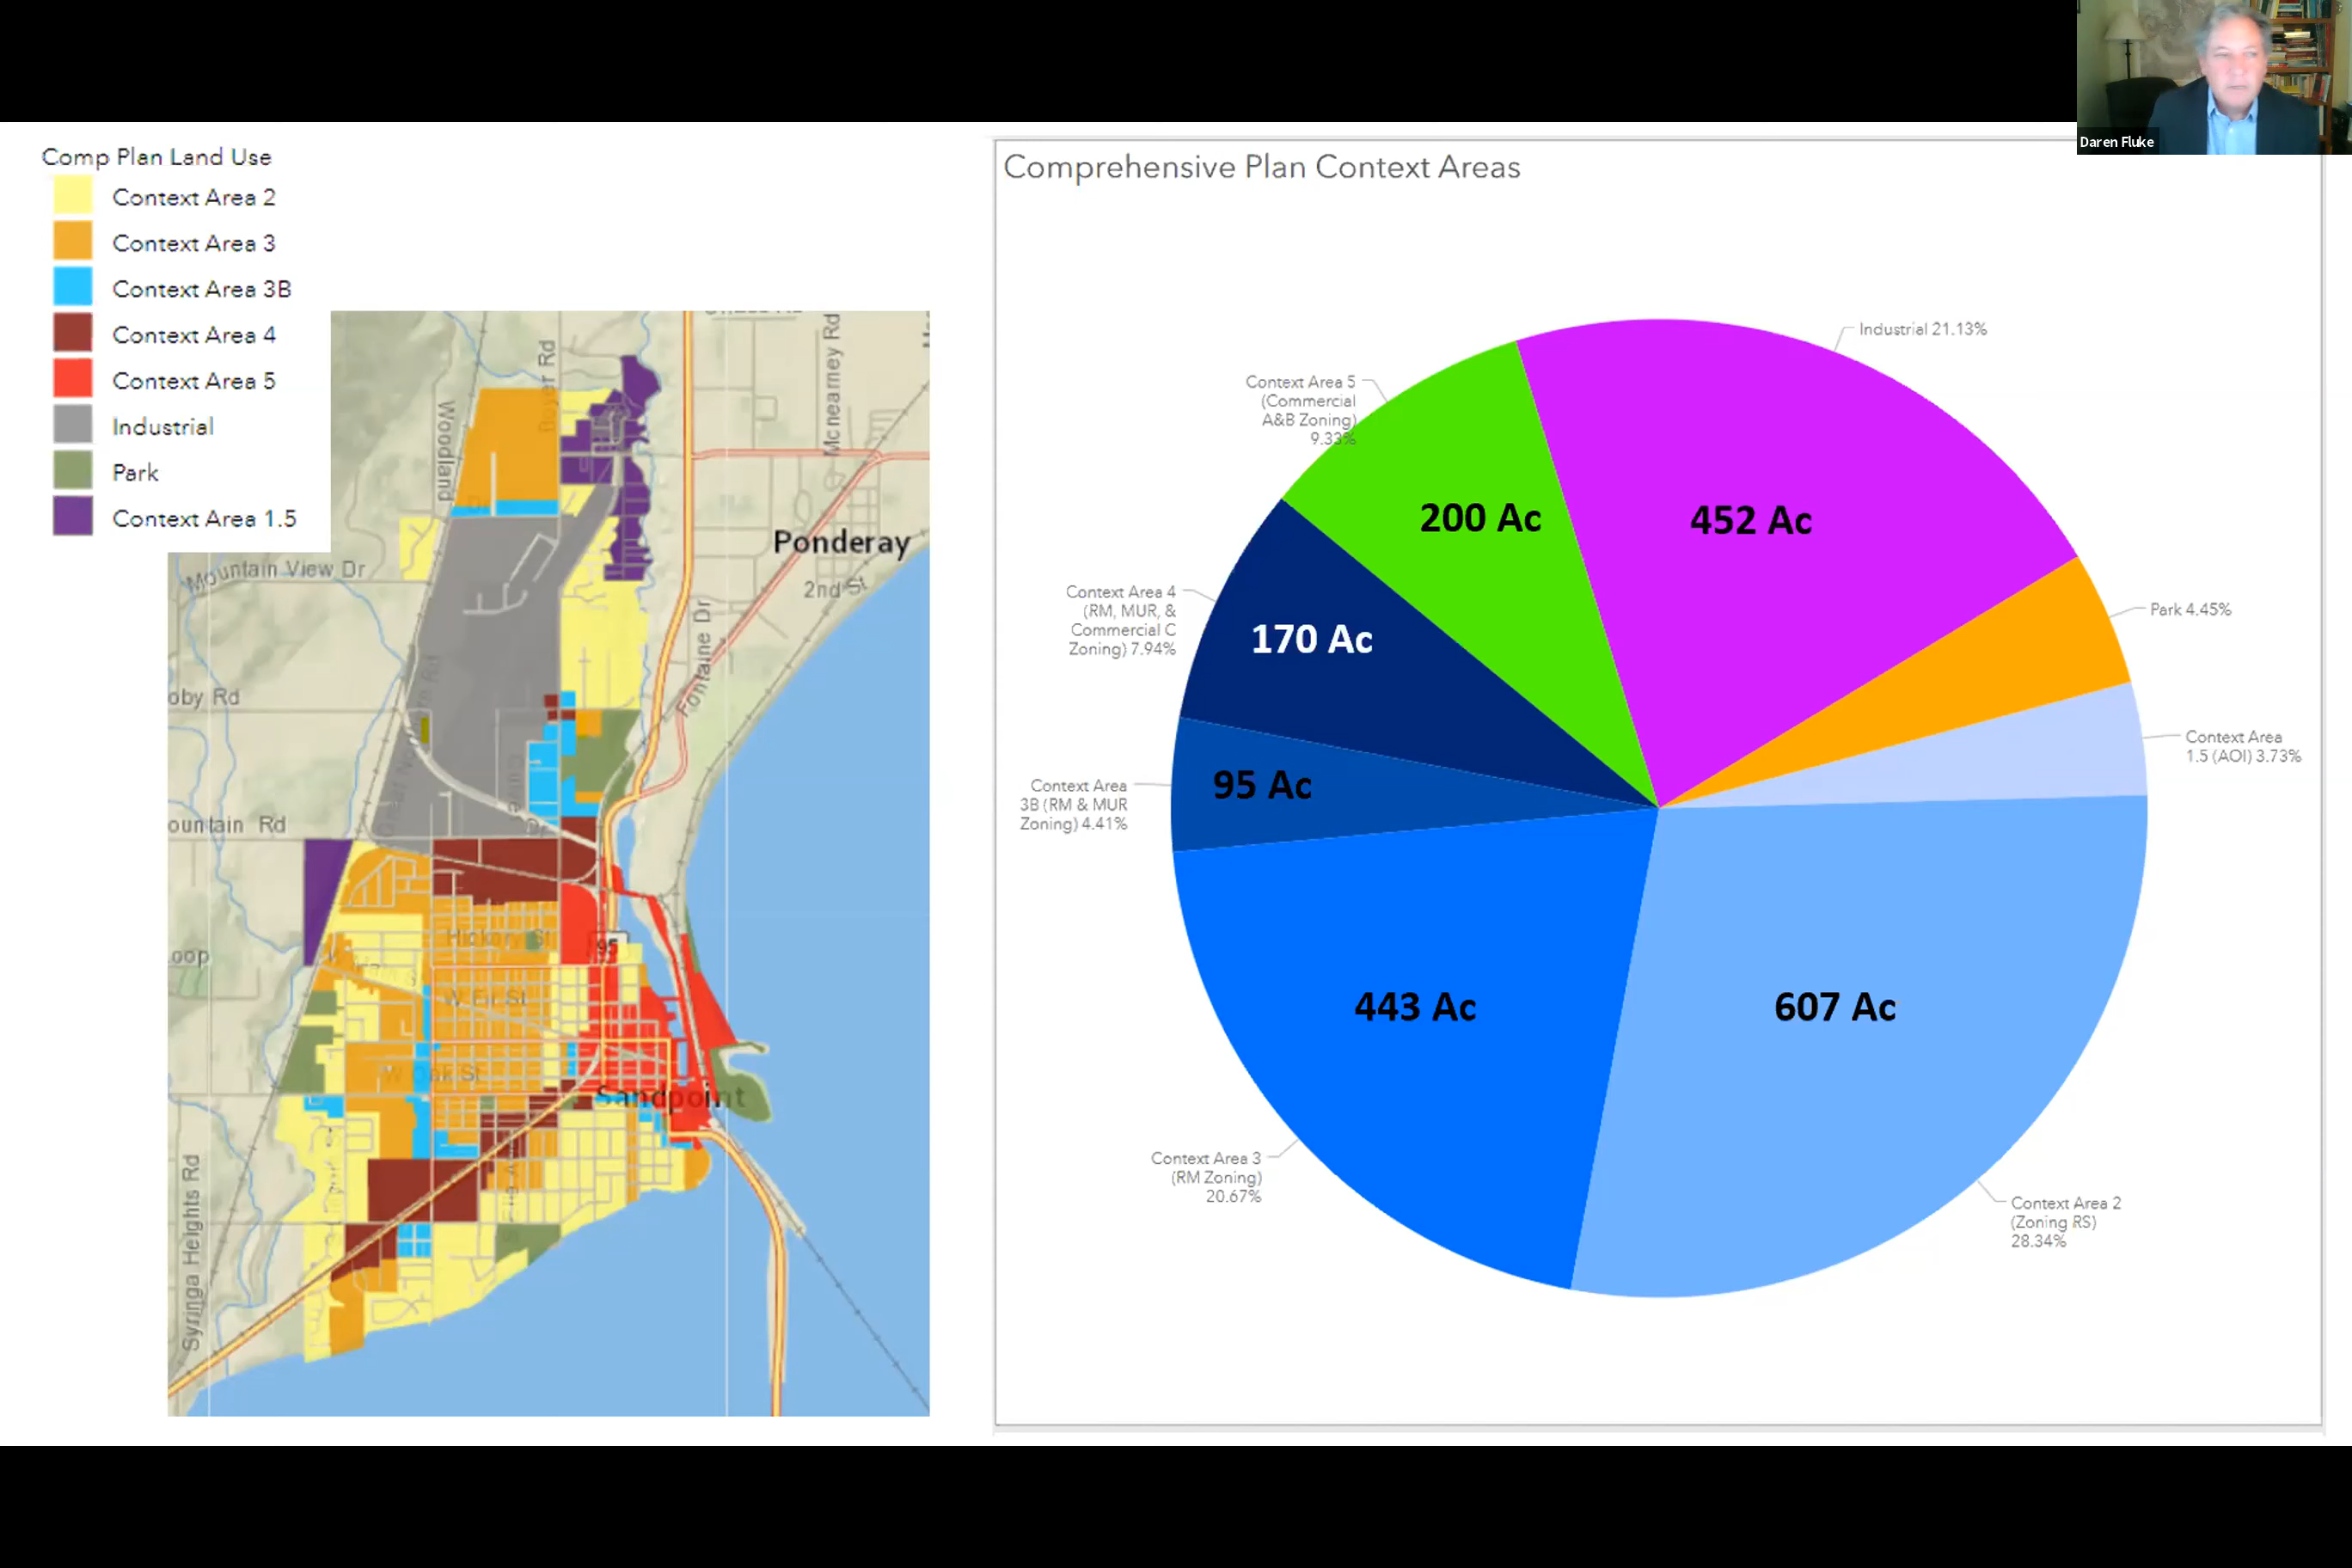 Daren Fluke
Comp Plan Land Use
Context Area 2
Context Area 3
Context Area 3B
Context Area 4
Context Area 5
Industrial
Park
Context Area 1.5
Woodland
Boyer Rd
Mcnearney Rd
Ponderay
2nd St
Mountain View Dr
Fontaine Dr
oby Rd
ountain Rd
Hickory St
95
oop
W Fir St
W Oak St
Sandpoint
Syringa Heights Rd
Comprehensive Plan Context Areas
Industrial 21.13%
Context Area 5
(Commercial
A&B Zoning)
9.33%
200 Ac
452 Ac
Context Area 4
(RM, MUR, &
Commercial C
Zoning) 7.94%
170 Ac
Park 4.45%
Context Area
1.5 (AOI) 3.73%
Context Area
3B (RM & MUR
Zoning) 4.41%
95 Ac
443 Ac
607 Ac
Context Area 3
(RM Zoning)
20.67%
Context Area 2
(Zoning RS)
28.34%